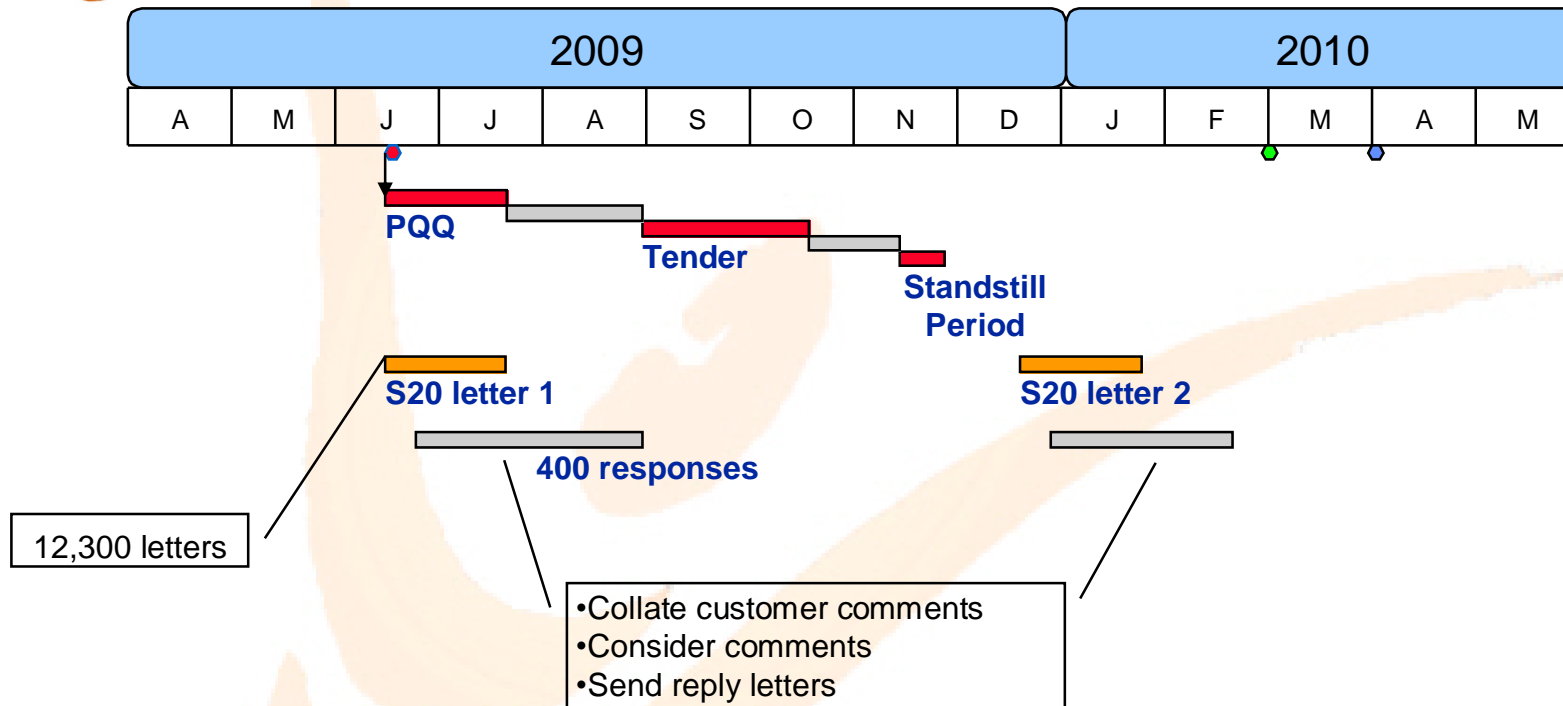 2009 2010
A M J J A S O N D J F M A M
PQQ
Tender
Standstill
Period
S20 letter 1 S20 letter 2
400 responses
12,300 letters
•Collate customer comments
•Consider comments
•Send reply letters